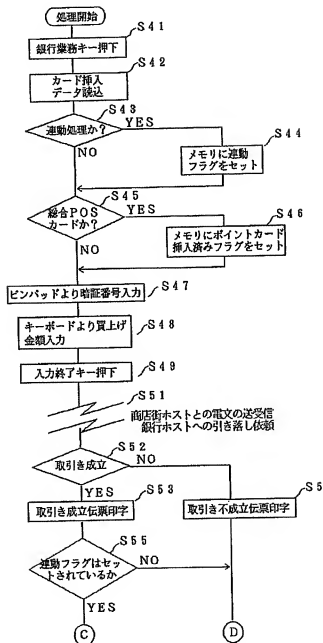 処理開始
S41
銀行業務キー押下
S42
カード挿入
データ読込
S43
連動処理か?
YES
NO
S44
メモリに連動
フラグをセット
S45
総合POS
カードか?
YES
NO
S46
メモリにポイントカード
挿入済みフラグをセット
S47
ピンパッドより暗証番号入力
S48
キーボードより買上げ
金額入力
S49
入力終了キー押下
S51
商店街ホストとの電文の送受信
銀行ホストへの引き落し依頼
S52
取引き成立
NO
YES
S53
取引き成立伝票印字
S5
取引き不成立伝票印字
S55
連動フラグはセッ
トされているか
NO
YES
C
D